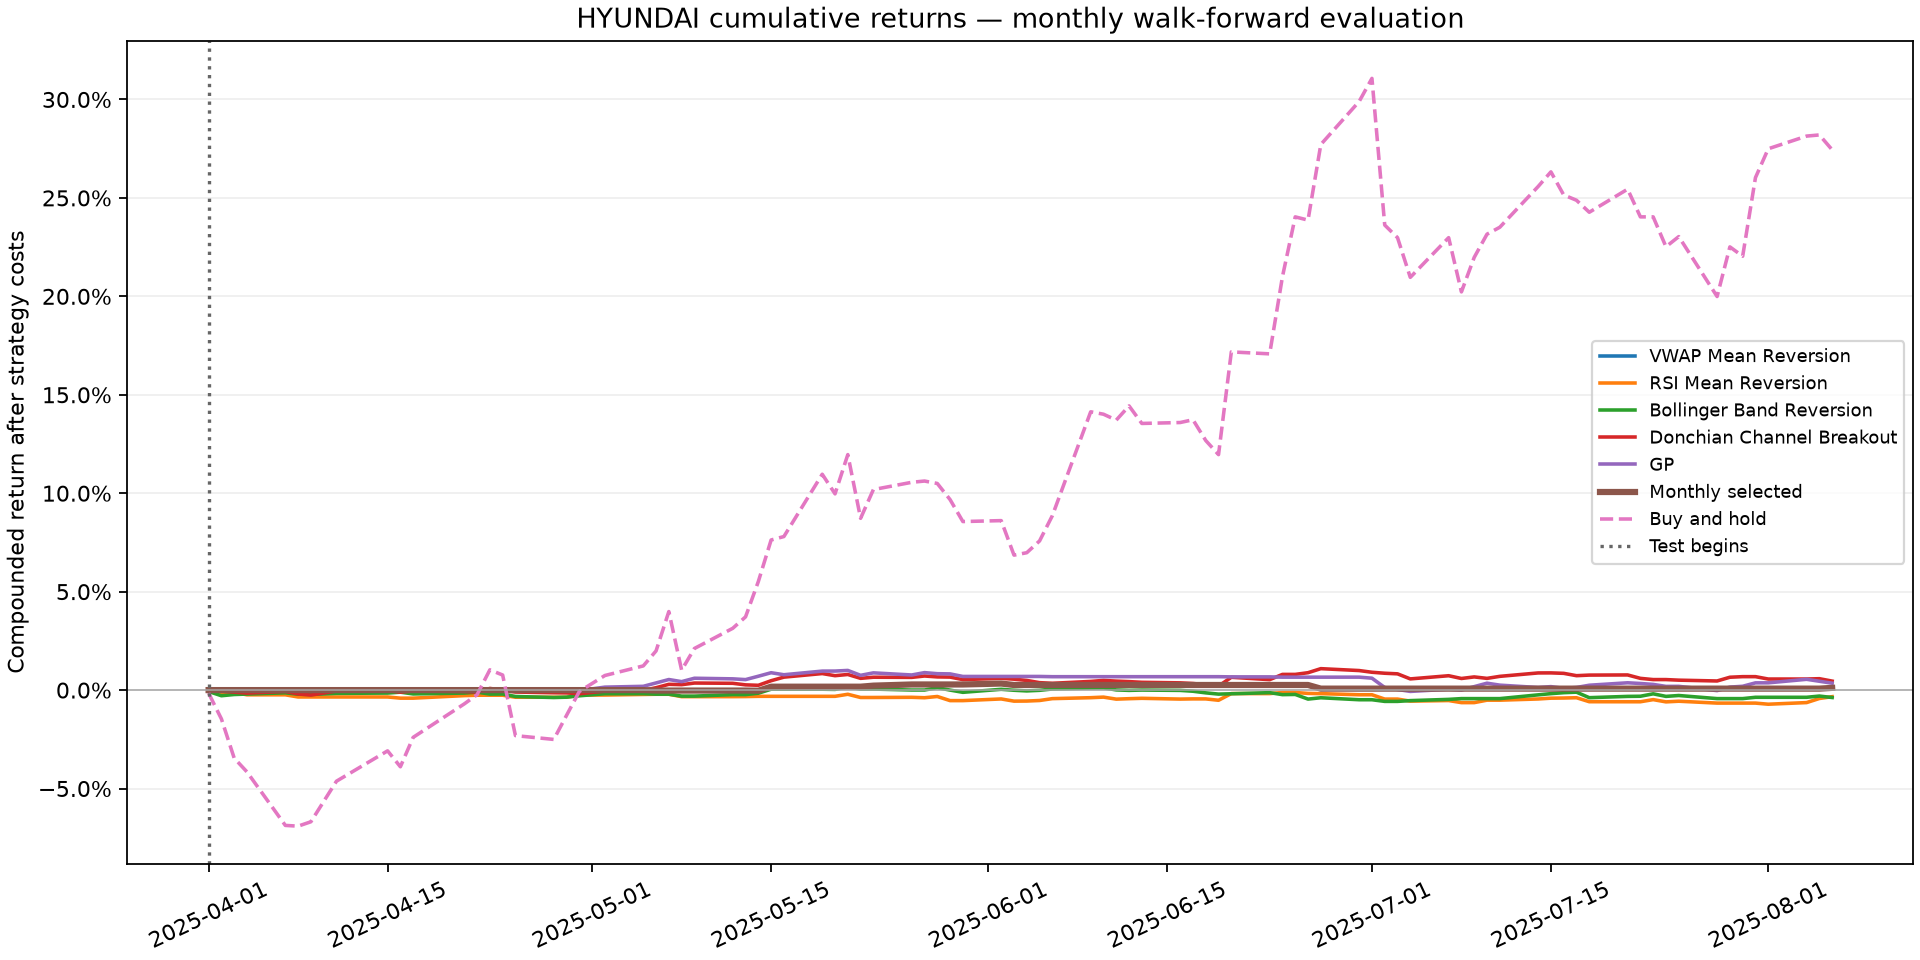 HYUNDAI cumulative returns — monthly walk-forward evaluation
Compounded return after strategy costs
30.0%
25.0%
20.0%
15.0%
10.0%
5.0%
0.0%
−5.0%
VWAP Mean Reversion
RSI Mean Reversion
Bollinger Band Reversion
Donchian Channel Breakout
GP
Monthly selected
Buy and hold
Test begins
2025-04-01
2025-04-15
2025-05-01
2025-05-15
2025-06-01
2025-06-15
2025-07-01
2025-07-15
2025-08-01